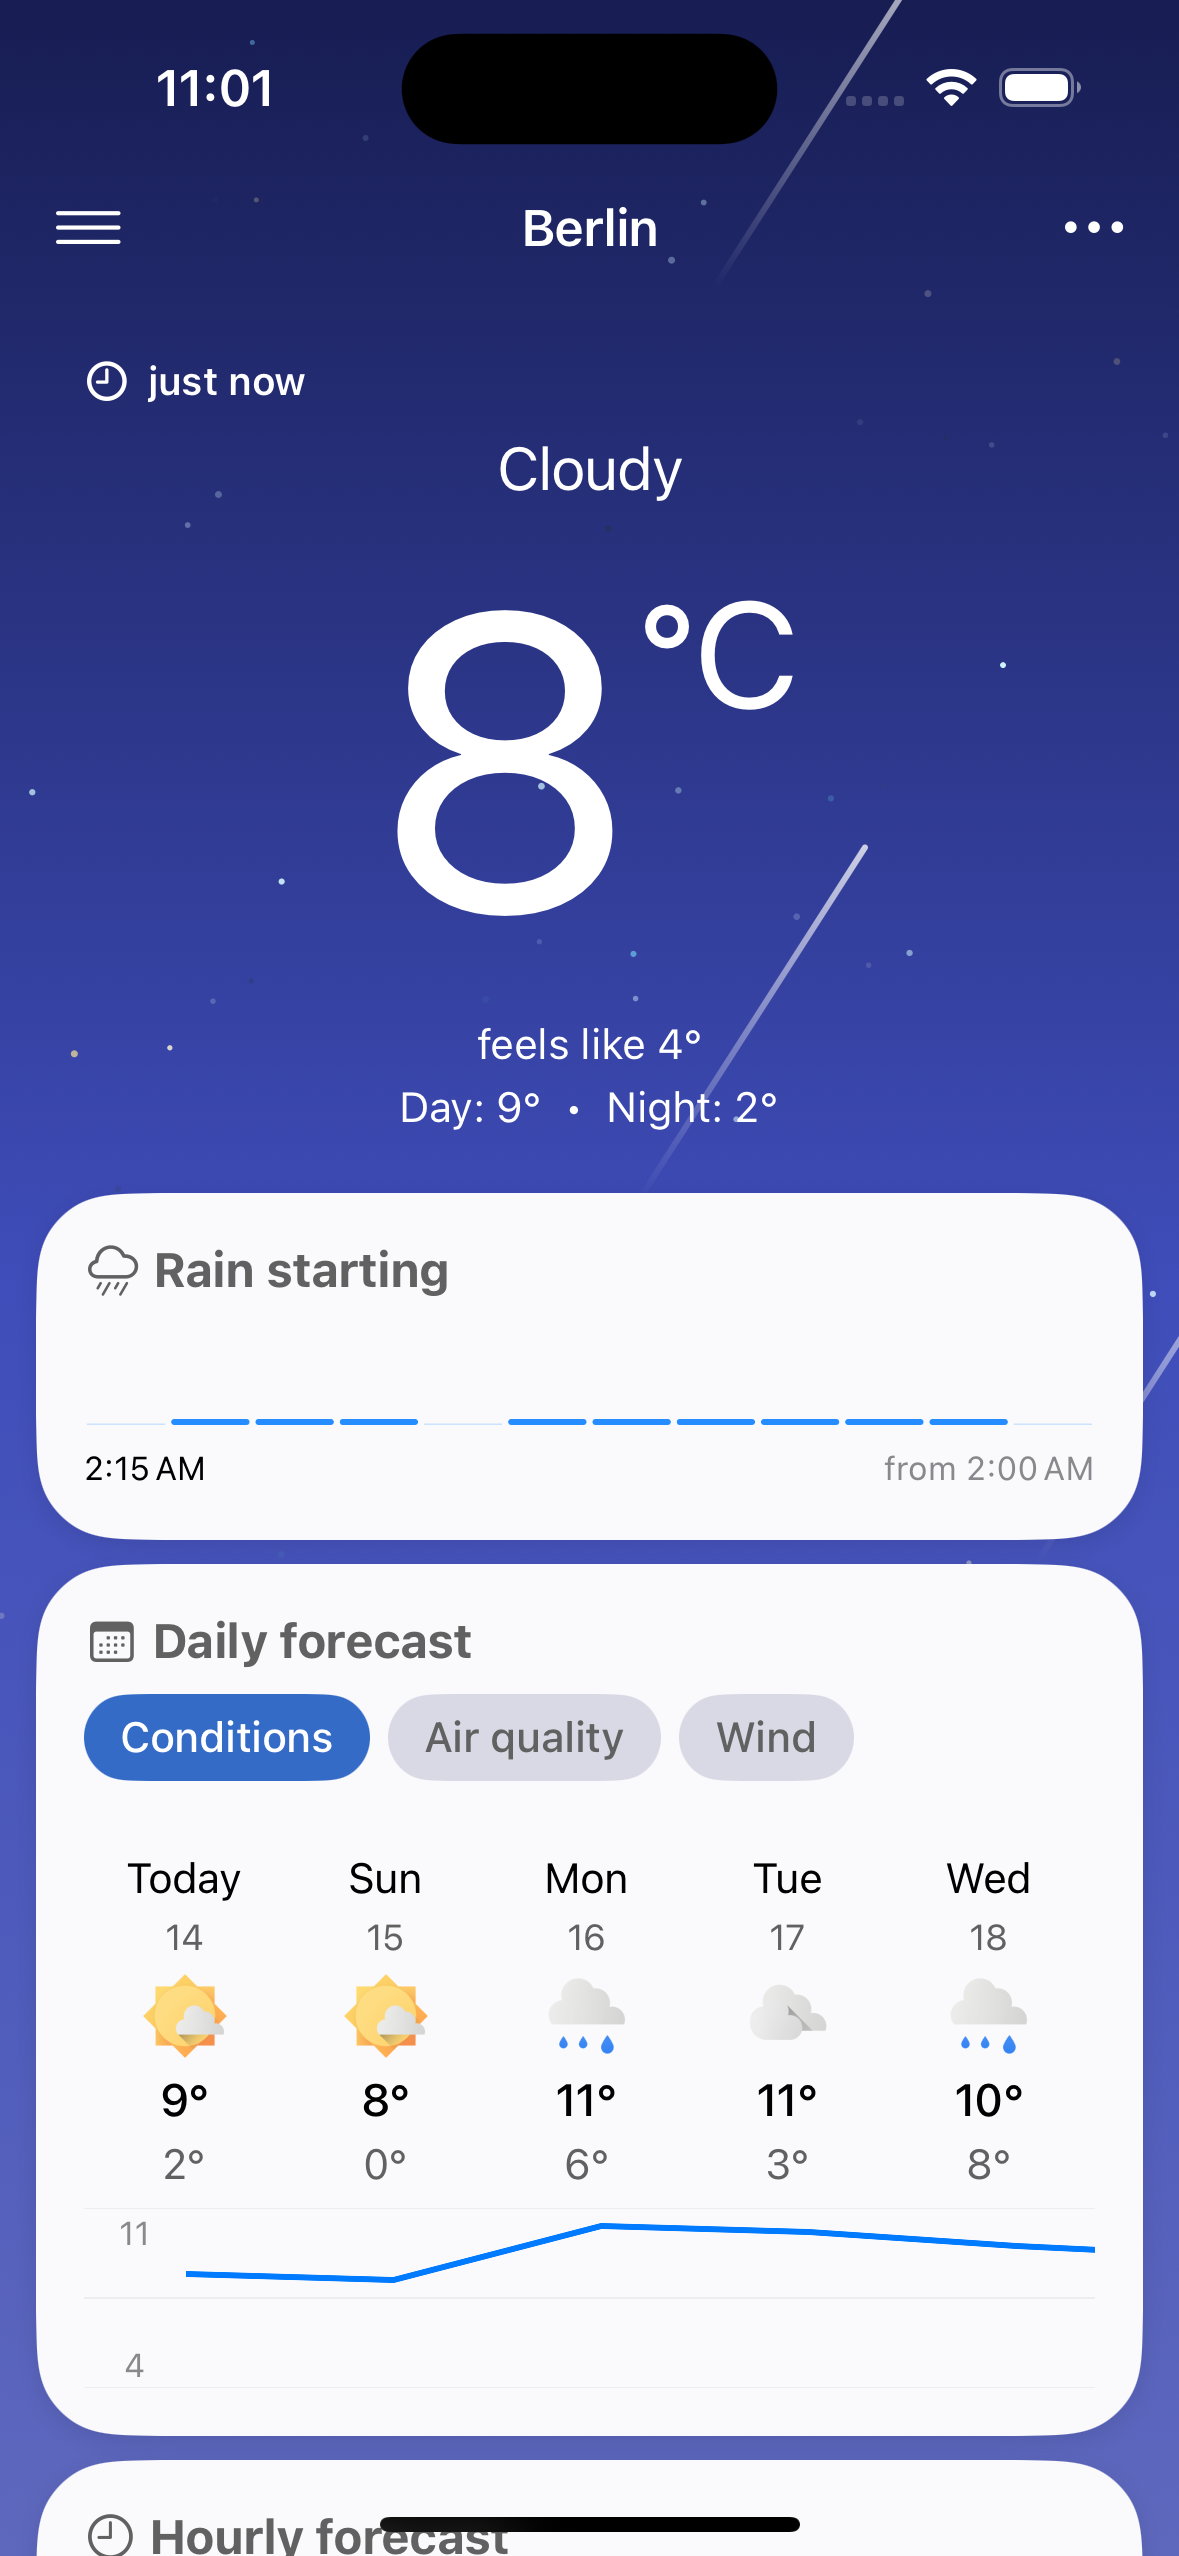 11:01
Berlin
just now
Cloudy
8°C
feels like 4°
Day: 9° • Night: 2°
Rain starting
2:15 AM from 2:00 AM
Daily forecast
Conditions Air quality Wind
Today Sun Mon Tue Wed
14 15 16 17 18
9° 8° 11° 11° 10°
2° 0° 6° 3° 8°
11
4
Hourly forecast